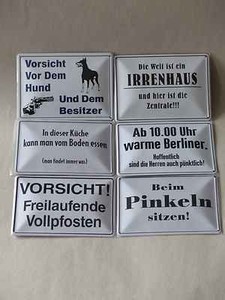 Vorsicht
Vor Dem
Hund
Und Dem
Besitzer
Die Welt ist ein
IRRENHAUS
und hier ist die
Zentrale!!!
In dieser Küche
kann man vom Boden essen
(man findet immer was)
Ab 10.00 Uhr
warme Berliner.
Hoffentlich
sind die Herren auch pünktlich!
VORSICHT!
Freilaufende
Vollpfosten
Beim
Pinkeln
sitzen!